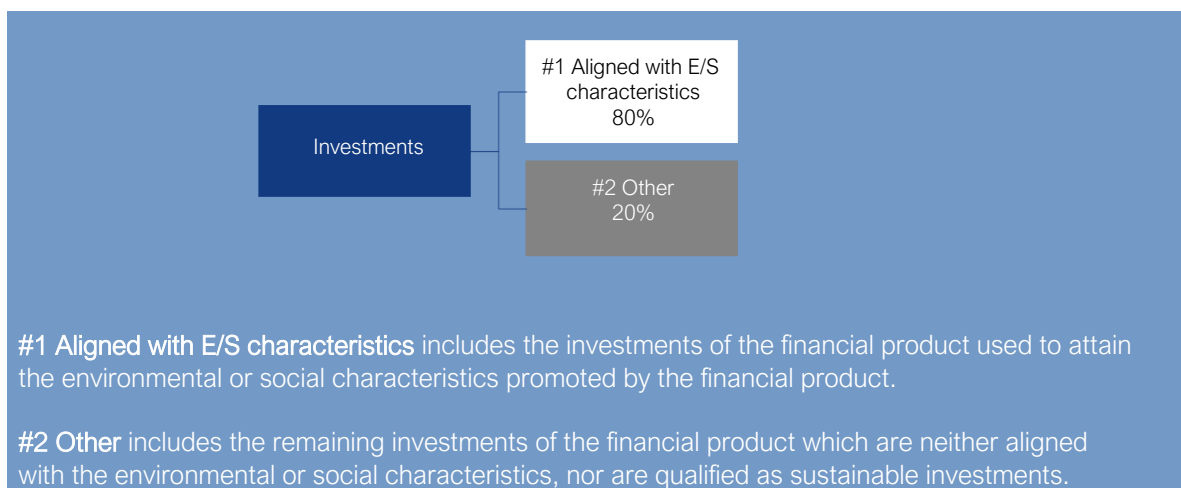 #1 Aligned with E/S
characteristics
80%
Investments
#2 Other
20%
#1 Aligned with E/S characteristics includes the investments of the financial product used to attain
the environmental or social characteristics promoted by the financial product.
#2 Other includes the remaining investments of the financial product which are neither aligned
with the environmental or social characteristics, nor are qualified as sustainable investments.